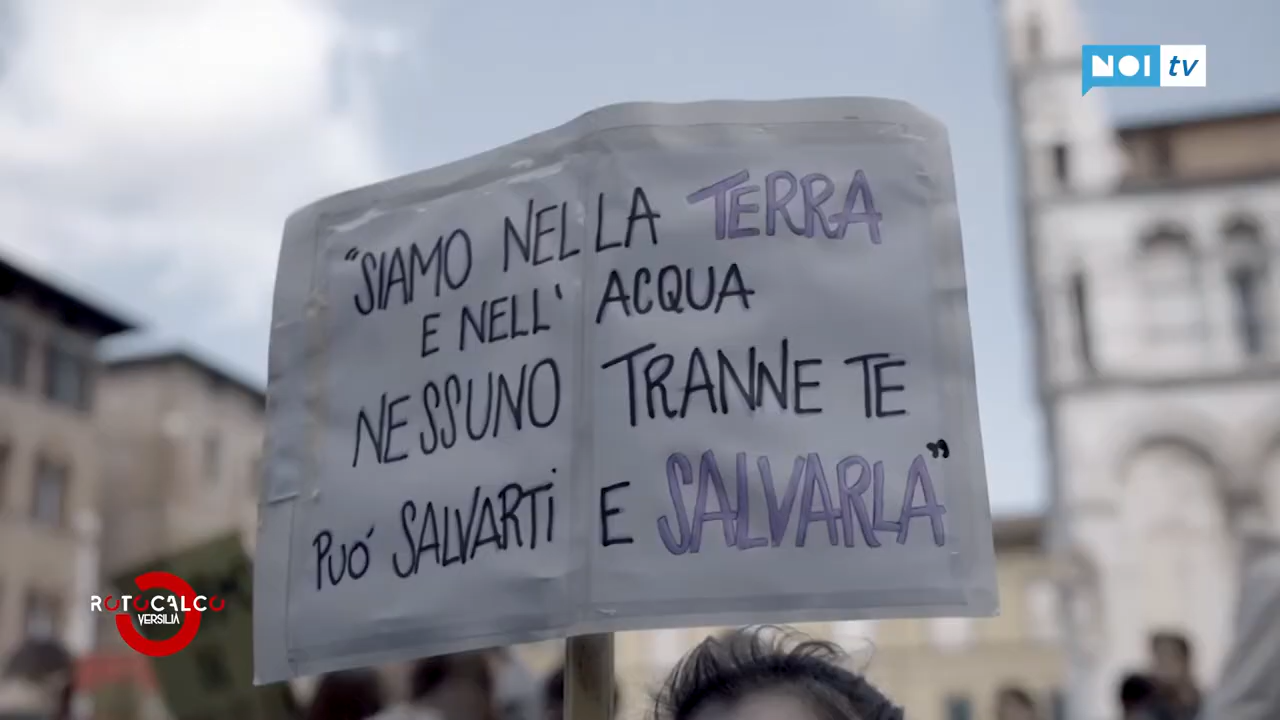 NOI tv
"SIAMO NELLA TERRA
E NELL' ACQUA
NESSUNO TRANNE TE
PUÓ SALVARTI E SALVARLA"
ROTOCALCO
VERSILIA